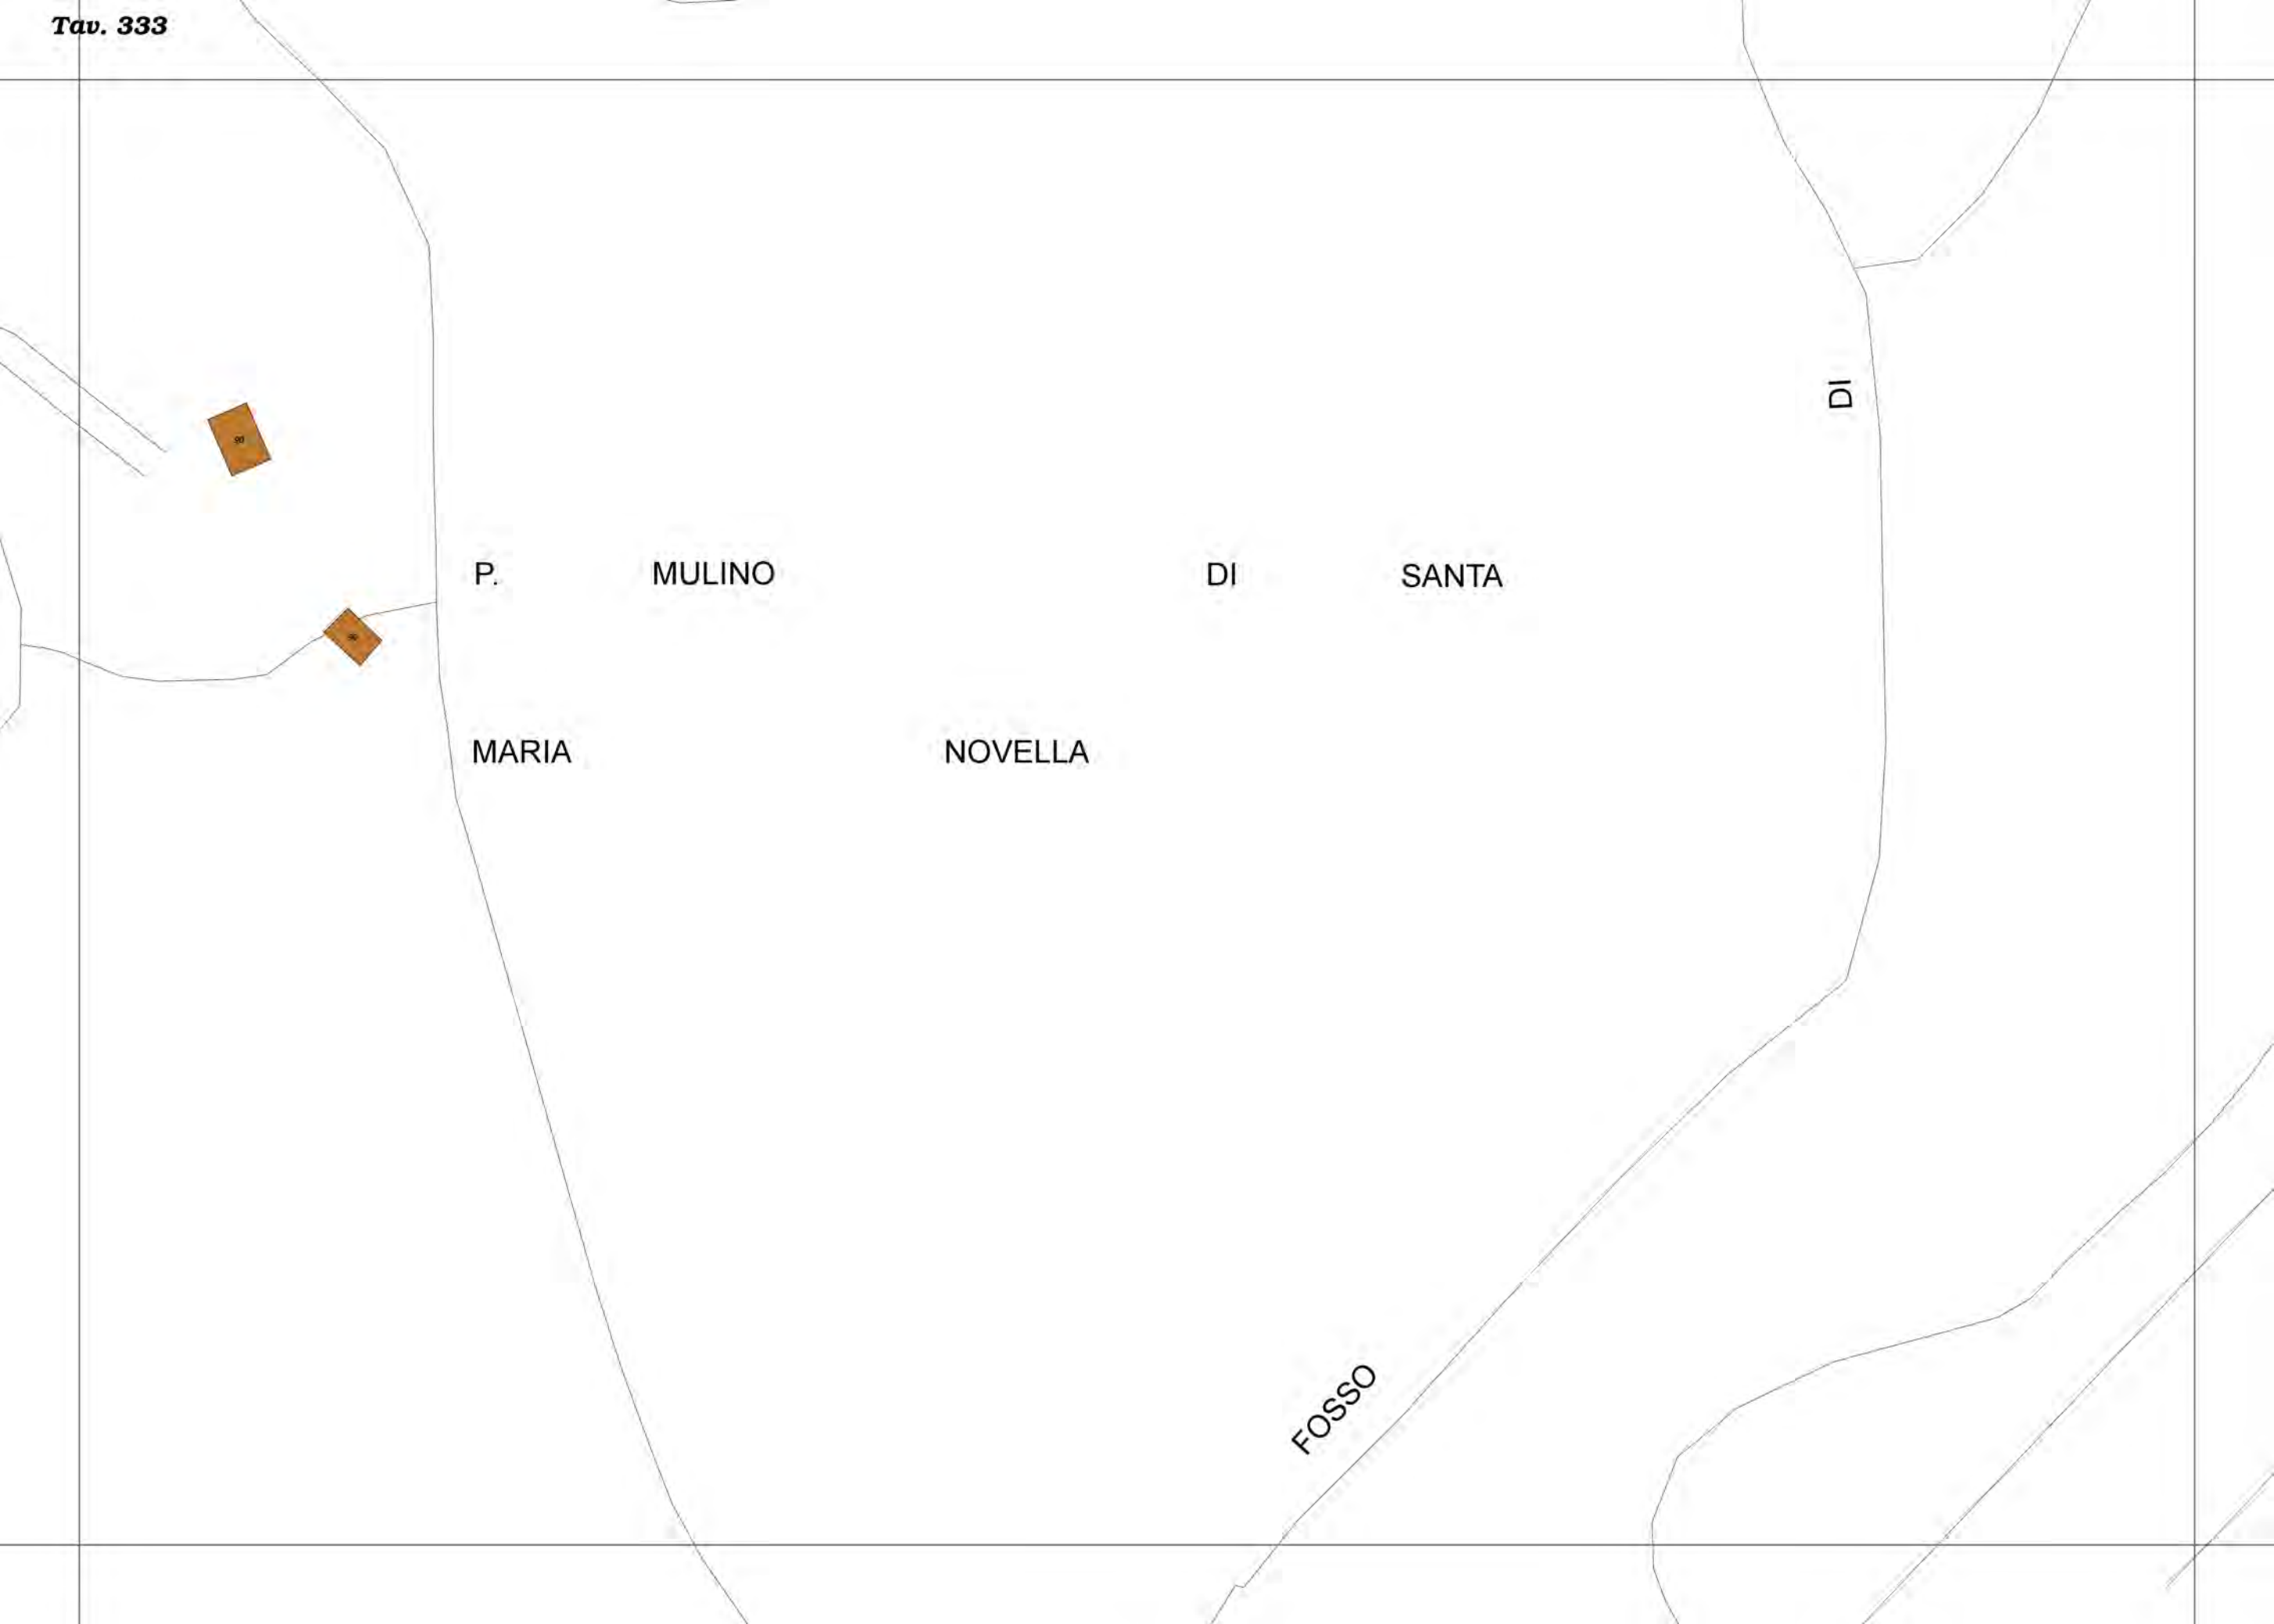 Tav. 333
DI
P. MULINO DI SANTA
MARIA NOVELLA
FOSSO